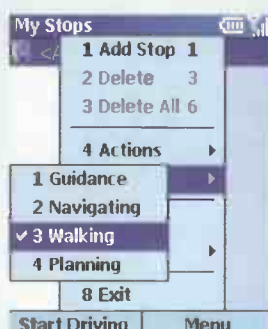 My Stops
1 Add Stop 1
2 Delete 3
3 Delete All 6
4 Actions
1 Guidance
2 Navigating
3 Walking
4 Planning
8 Exit
Start Driving Menu